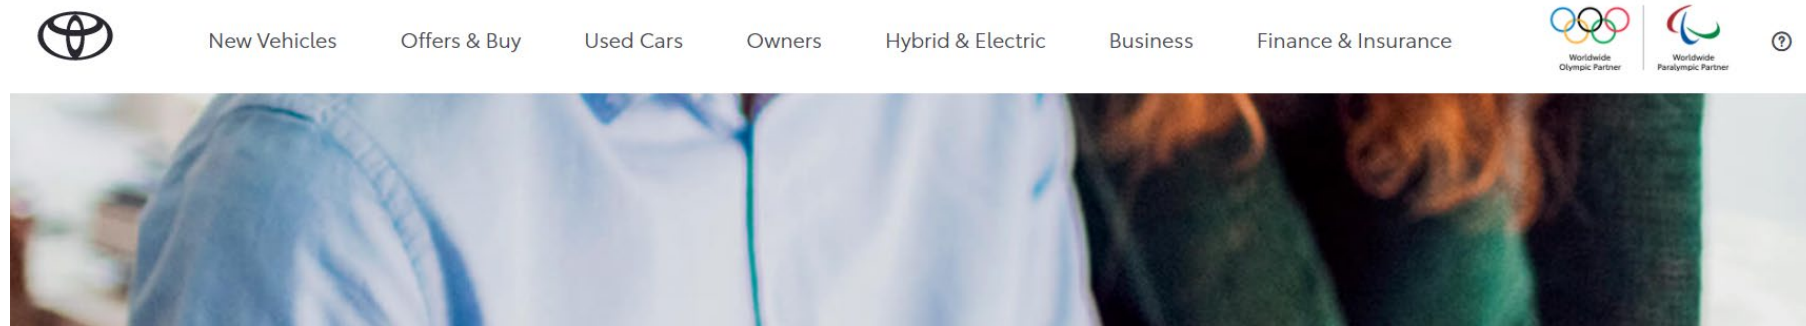 New Vehicles
Offers & Buy
Used Cars
Owners
Hybrid & Electric
Business
Finance & Insurance
Worldwide
Olympic Partner
Worldwide
Paralympic Partner
?